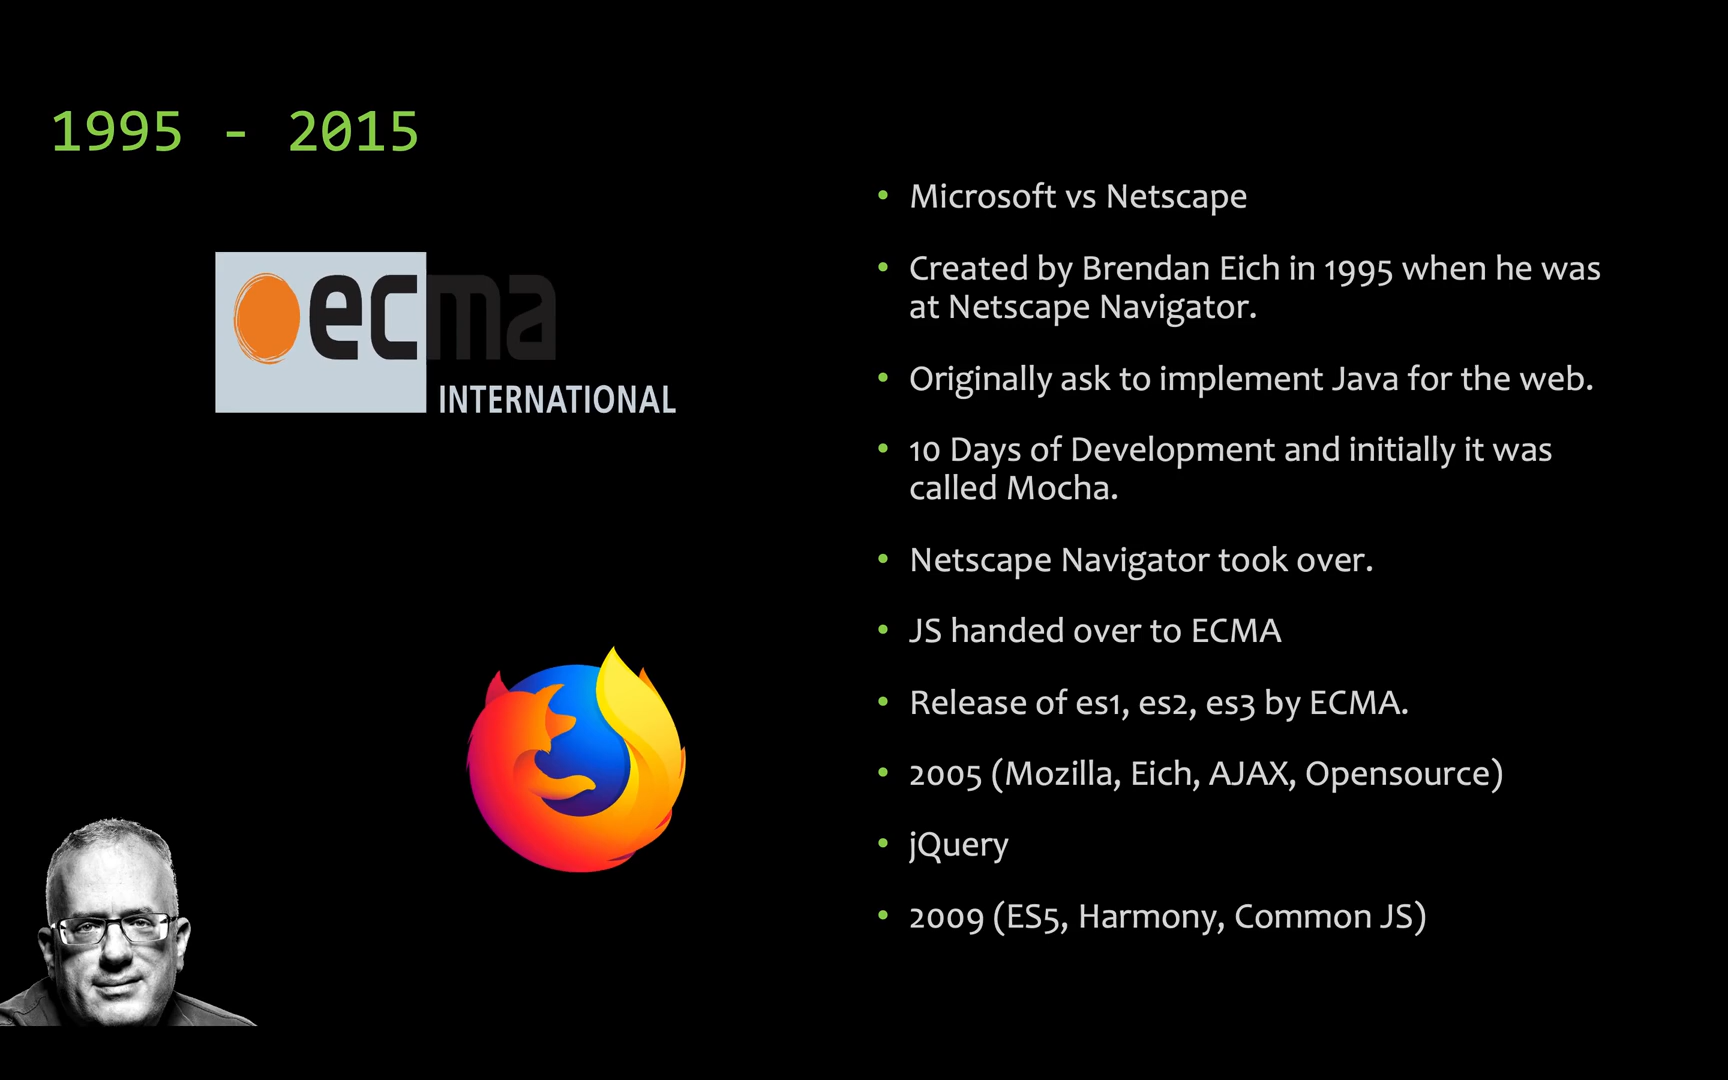 1995 - 2015
ecma
INTERNATIONAL
• Microsoft vs Netscape
• Created by Brendan Eich in 1995 when he was
at Netscape Navigator.
• Originally ask to implement Java for the web.
• 10 Days of Development and initially it was
called Mocha.
• Netscape Navigator took over.
• JS handed over to ECMA
• Release of es1, es2, es3 by ECMA.
• 2005 (Mozilla, Eich, AJAX, Opensource)
• jQuery
• 2009 (ES5, Harmony, Common JS)